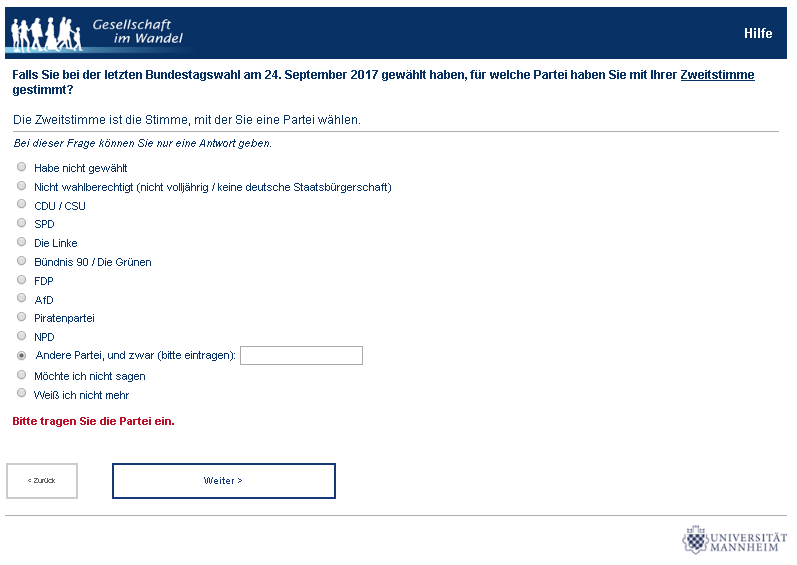 Gesellschaft
im Wandel
Hilfe
Falls Sie bei der letzten Bundestagswahl am 24. September 2017 gewählt haben, für welche Partei haben Sie mit Ihrer Zweitstimme
gestimmt?
Die Zweitstimme ist die Stimme, mit der Sie eine Partei wählen.
Bei dieser Frage können Sie nur eine Antwort geben.
Habe nicht gewählt
Nicht wahlberechtigt (nicht volljährig / keine deutsche Staatsbürgerschaft)
CDU / CSU
SPD
Die Linke
Bündnis 90 / Die Grünen
FDP
AfD
Piratenpartei
NPD
Andere Partei, und zwar (bitte eintragen):
Möchte ich nicht sagen
Weiß ich nicht mehr
Bitte tragen Sie die Partei ein.
< Zurück
Weiter >
UNIVERSITÄT
MANNHEIM